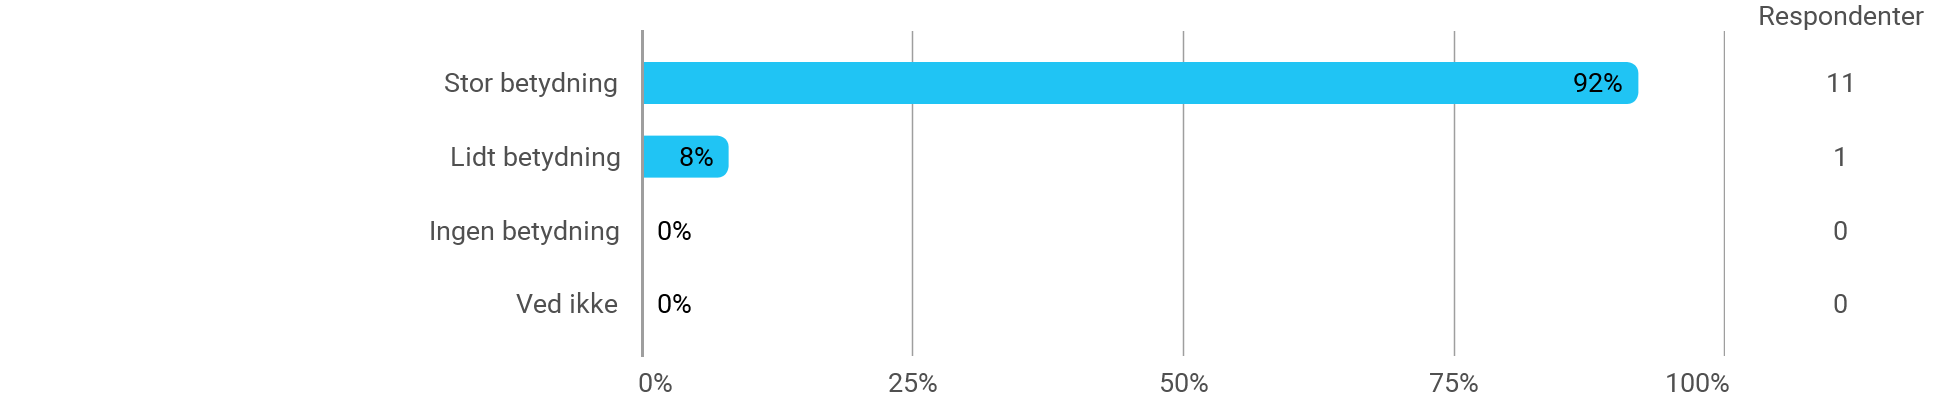 Respondenter
Stor betydning 92% 11
Lidt betydning 8% 1
Ingen betydning 0% 0
Ved ikke 0% 0
0% 25% 50% 75% 100%